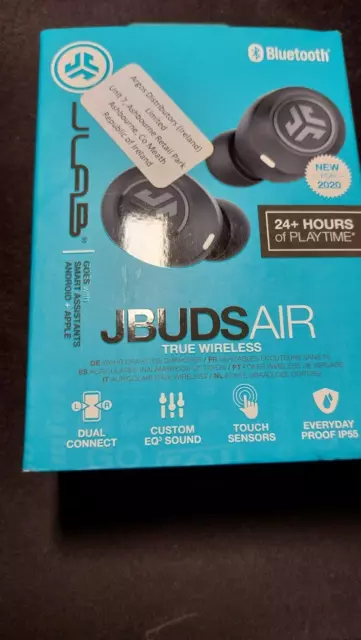 Bluetooth®
JLAB®
Argos Distributors (Ireland)
Limited
Unit 7, Ashbourne Retail Park
Ashbourne, Co Meath
Republic of Ireland
NEW
2020
24+ HOURS
of PLAYTIME*
GOES
SMART ASSISTANTS
ANDROID + APPLE
JBUDS AIR
TRUE WIRELESS
DUAL
CONNECT
CUSTOM
EQ3 SOUND
TOUCH
SENSORS
EVERYDAY
PROOF IP55
L
R